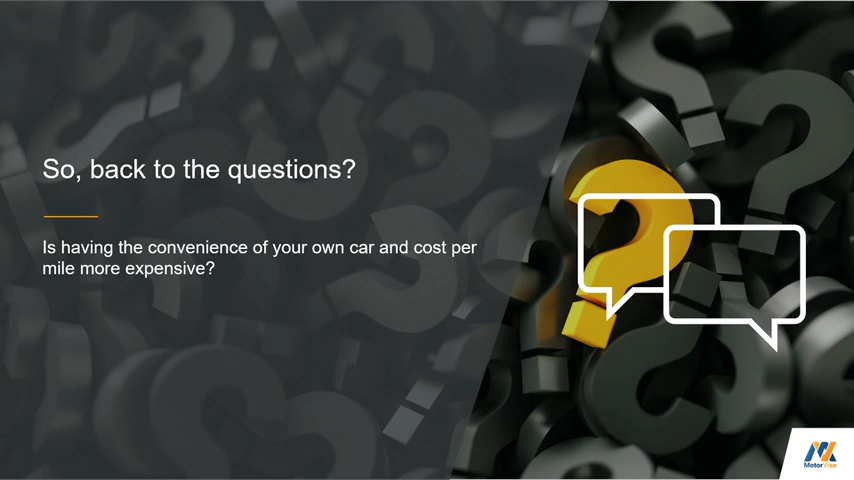 So, back to the questions?
Is having the convenience of your own car and cost per
mile more expensive?
MotorVise